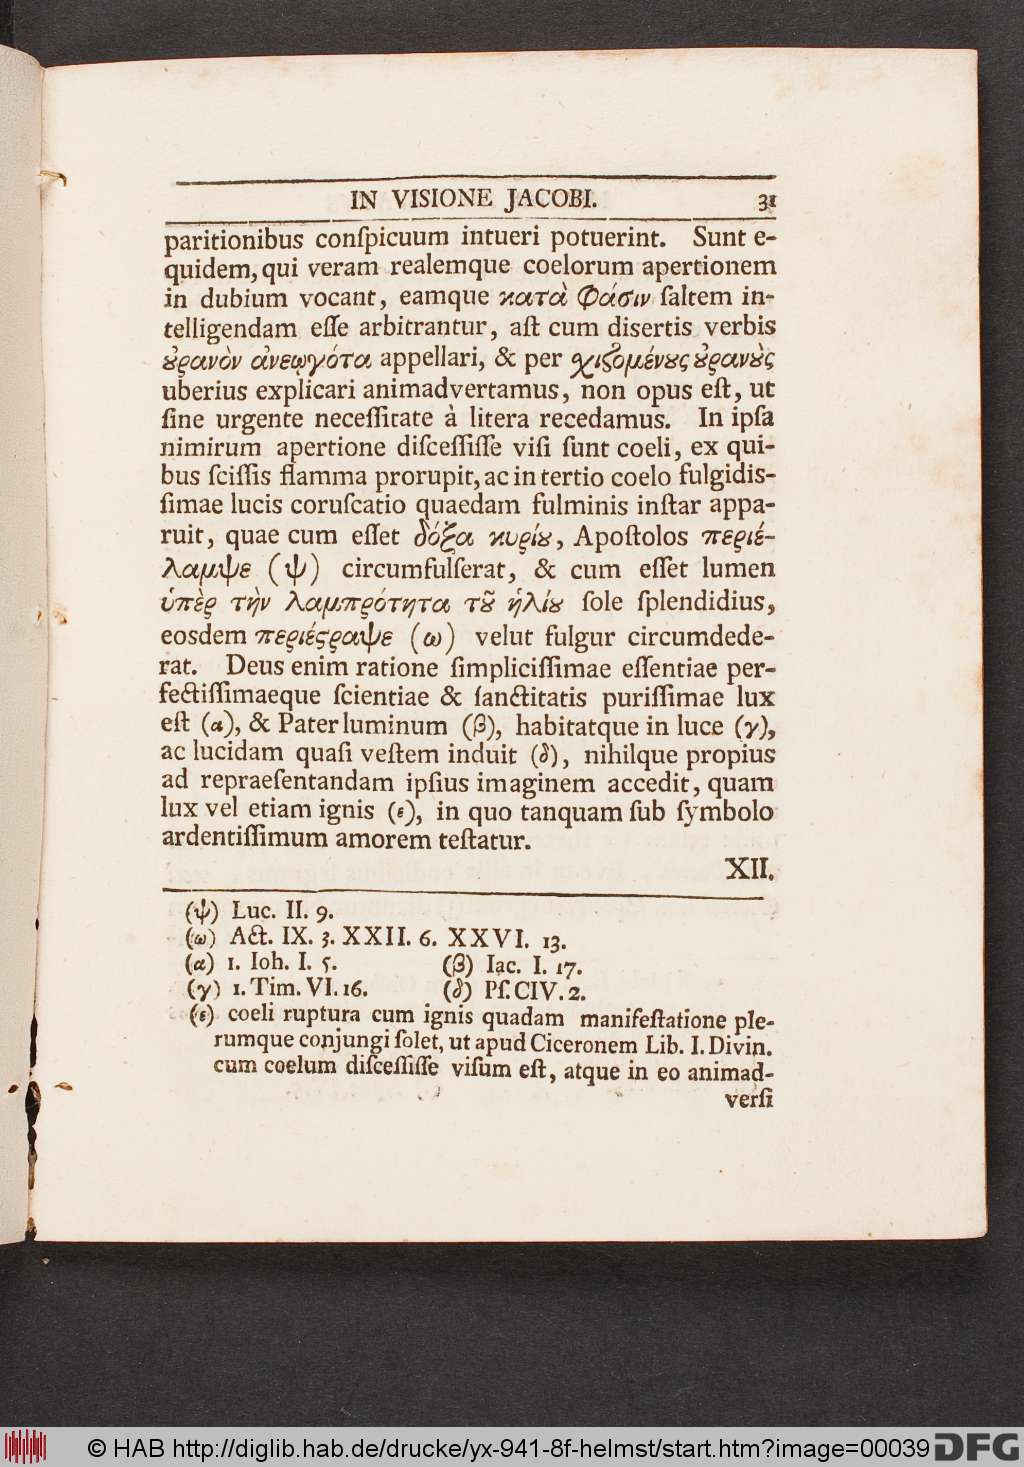 IN VISIONE JACOBI. 31
paritionibus conſpicuum intueri potuerint. Sunt e-
quidem, qui veram realemque coelorum apertionem
in dubium vocant, eamque κατὰ φάσιν ſaltem in-
telligendam eſſe arbitrantur, aſt cum disertis verbis
ȣ̓ρανὸν ἀνεῳγότα appellari, & per χιζομένȣς ȣ̓ρανȣ̀ς
uberius explicari animadvertamus, non opus eſt, ut
ſine urgente neceſſitate à litera recedamus. In ipſa
nimirum apertione diſceſſiſſe viſi ſunt coeli, ex qui-
bus ſciſſis flamma prorupit, ac in tertio coelo fulgidis-
ſimae lucis coruſcatio quaedam fulminis inſtar appa-
ruit, quae cum eſſet δόξα κυρίȣ, Apoſtolos περιέ-
λαμψε (ψ) circumfulſerat, & cum eſſet lumen
ὑπὲρ τὴν λαμπρότητα τȣ͂ ἡλίȣ ſole ſplendidius,
eosdem περιέςραψε (ω) velut fulgur circumdede-
rat. Deus enim ratione ſimpliciſſimae eſſentiae per-
fectiſſimaeque ſcientiae & ſanctitatis puriſſimae lux
eſt (α), & Pater luminum (β), habitatque in luce (γ),
ac lucidam quaſi veſtem induit (δ), nihilque propius
ad repraeſentandam ipſius imaginem accedit, quam
lux vel etiam ignis (ε), in quo tanquam ſub ſymbolo
ardentiſſimum amorem teſtatur.
XII.
(ψ) Luc. II. 9.
(ω) Act. IX. 3. XXII. 6. XXVI. 13.
(α) 1. Ioh. I. 5. (β) Iac. I. 17.
(γ) 1. Tim. VI. 16. (δ) Pſ. CIV. 2.
(ε) coeli ruptura cum ignis quadam manifeſtatione ple-
rumque conjungi ſolet, ut apud Ciceronem Lib. I. Divin.
cum coelum diſceſſiſſe viſum eſt, atque in eo animad-
verſi
© HAB http://diglib.hab.de/drucke/yx-941-8f-helmst/start.htm?image=00039 DFG